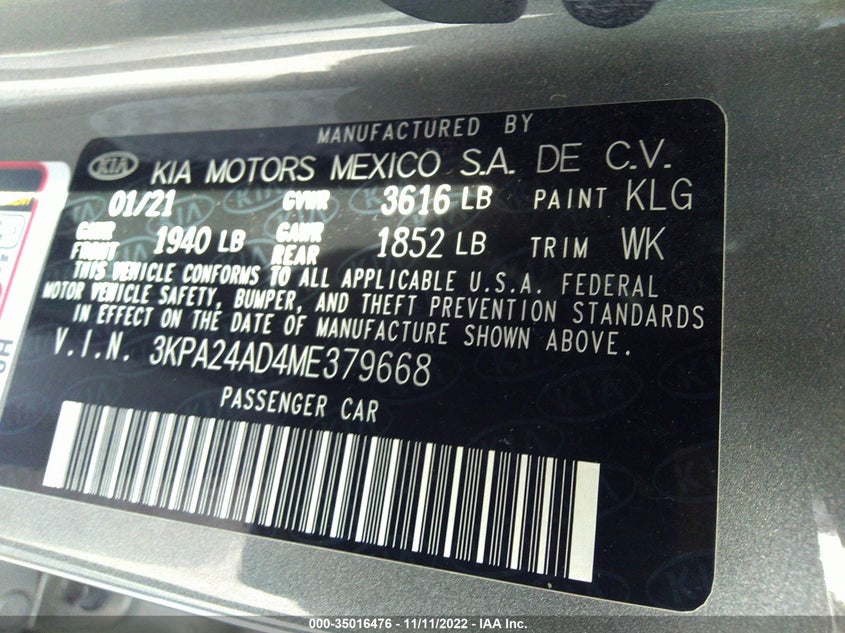 MANUFACTURED BY
KIA KIA MOTORS MEXICO S.A. DE C.V.
01/21 GVWR 3616 LB PAINT KLG
GAWR FRONT 1940 LB GAWR REAR 1852 LB TRIM WK
THIS VEHICLE CONFORMS TO ALL APPLICABLE U.S.A. FEDERAL
MOTOR VEHICLE SAFETY, BUMPER, AND THEFT PREVENTION STANDARDS
IN EFFECT ON THE DATE OF MANUFACTURE SHOWN ABOVE.
V.I.N. 3KPA24AD4ME379668
PASSENGER CAR
000-35016476 - 11/11/2022 - IAA Inc.